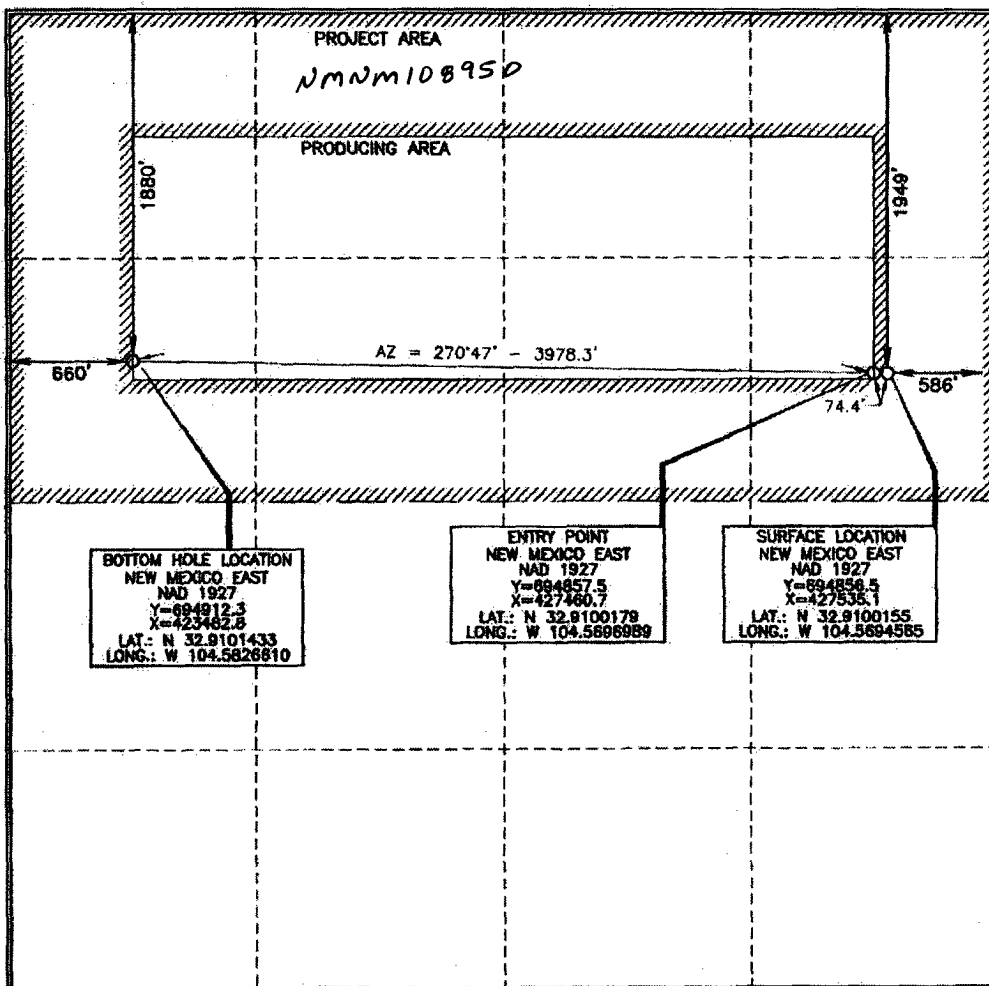 PROJECT AREA
NMNM108950
PRODUCING AREA
1880'
1949'
AZ = 270°47' - 3978.3'
660'
586'
74.4'
BOTTOM HOLE LOCATION
NEW MEXICO EAST
NAD 1927
Y=694912.3
X=423482.8
LAT.: N 32.9101433
LONG.: W 104.5826610
ENTRY POINT
NEW MEXICO EAST
NAD 1927
Y=694857.5
X=427460.7
LAT.: N 32.9100179
LONG.: W 104.5696989
SURFACE LOCATION
NEW MEXICO EAST
NAD 1927
Y=694856.5
X=427535.1
LAT.: N 32.9100155
LONG.: W 104.5694565